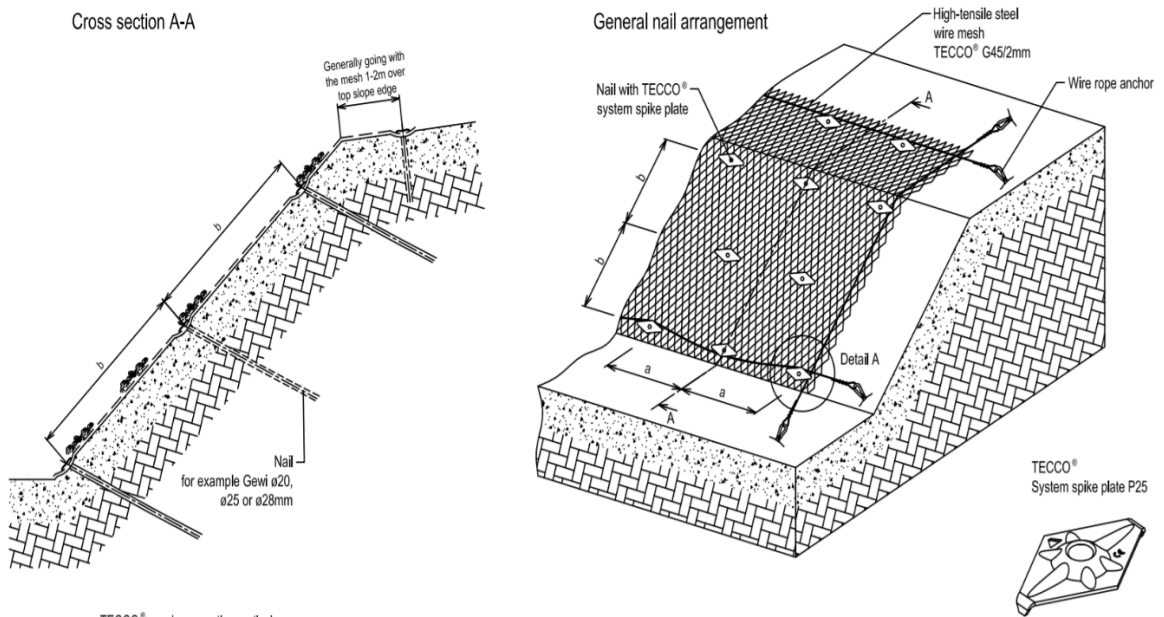 Cross section A-A
Generally going with
the mesh 1-2m over
top slope edge
b
b
Nail
for example Gewi ø20,
ø25 or ø28mm
General nail arrangement
High-tensile steel
wire mesh
TECCO® G45/2mm
Nail with TECCO®
system spike plate
A
Wire rope anchor
b
b
Detail A
a
a
A
TECCO®
System spike plate P25
TECCO®